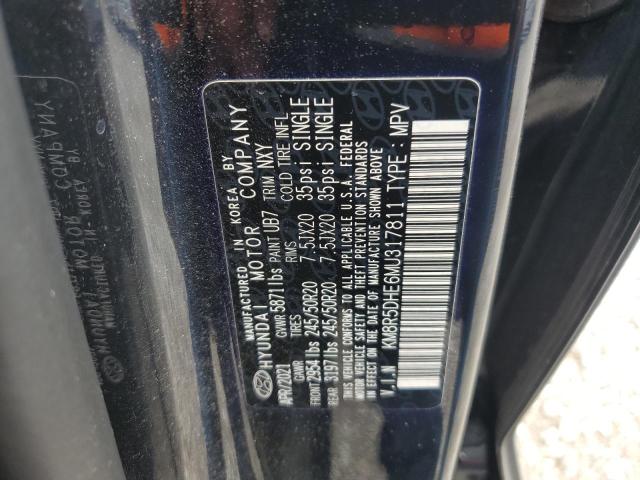 MANUFACTURED IN KOREA BY
HYUNDAI MOTOR COMPANY
APR/2021 GVWR 5871lbs PAINT UB7 TRIM NXY
GAWR TIRES RMS COLD TIRE INFL
FRONT 2954lbs 245/50R20 7.5JX20 35psi SINGLE
REAR 3197lbs 245/50R20 7.5JX20 35psi SINGLE
THIS VEHICLE CONFORMS TO ALL APPLICABLE U.S.A. FEDERAL
MOTOR VEHICLE SAFETY, BUMPER, AND THEFT PREVENTION STANDARDS
IN EFFECT ON THE DATE OF MANUFACTURE SHOWN ABOVE
V.I.N : KM8R5DHE6MU317811 TYPE : MPV